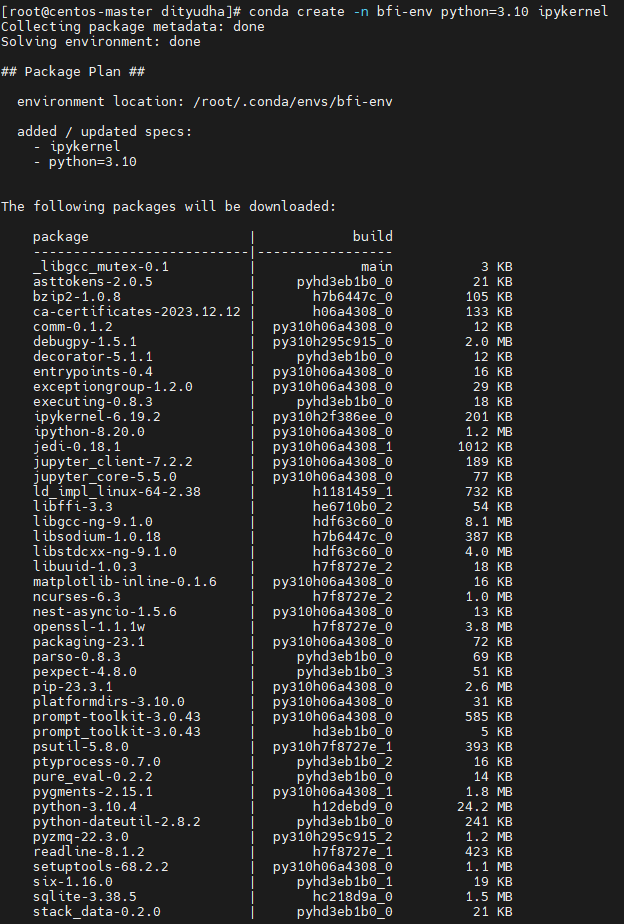 [root@centos-master dityudha]# conda create -n bfi-env python=3.10 ipykernel
Collecting package metadata: done
Solving environment: done
## Package Plan ##
environment location: /root/.conda/envs/bfi-env
added / updated specs:
- ipykernel
- python=3.10
The following packages will be downloaded:
package | build
---------------------------|-----------------
_libgcc_mutex-0.1 | main 3 KB
asttokens-2.0.5 | pyhd3eb1b0_0 21 KB
bzip2-1.0.8 | h7b6447c_0 105 KB
ca-certificates-2023.12.12 | h06a4308_0 133 KB
comm-0.1.2 | py310h06a4308_0 12 KB
debugpy-1.5.1 | py310h295c915_0 2.0 MB
decorator-5.1.1 | pyhd3eb1b0_0 12 KB
entrypoints-0.4 | py310h06a4308_0 16 KB
exceptiongroup-1.2.0 | py310h06a4308_0 29 KB
executing-0.8.3 | pyhd3eb1b0_0 18 KB
ipykernel-6.19.2 | py310h2f386ee_0 201 KB
ipython-8.20.0 | py310h06a4308_0 1.2 MB
jedi-0.18.1 | py310h06a4308_1 1012 KB
jupyter_client-7.2.2 | py310h06a4308_0 189 KB
jupyter_core-5.5.0 | py310h06a4308_0 77 KB
ld_impl_linux-64-2.38 | h1181459_1 732 KB
libffi-3.3 | he6710b0_2 54 KB
libgcc-ng-9.1.0 | hdf63c60_0 8.1 MB
libsodium-1.0.18 | h7b6447c_0 387 KB
libstdcxx-ng-9.1.0 | hdf63c60_0 4.0 MB
libuuid-1.0.3 | h7f8727e_2 18 KB
matplotlib-inline-0.1.6 | py310h06a4308_0 16 KB
ncurses-6.3 | h7f8727e_2 1.0 MB
nest-asyncio-1.5.6 | py310h06a4308_0 13 KB
openssl-1.1.1w | h7f8727e_0 3.8 MB
packaging-23.1 | py310h06a4308_0 72 KB
parso-0.8.3 | pyhd3eb1b0_0 69 KB
pexpect-4.8.0 | pyhd3eb1b0_3 51 KB
pip-23.3.1 | py310h06a4308_0 2.6 MB
platformdirs-3.10.0 | py310h06a4308_0 31 KB
prompt-toolkit-3.0.43 | py310h06a4308_0 585 KB
prompt_toolkit-3.0.43 | hd3eb1b0_0 5 KB
psutil-5.8.0 | py310h7f8727e_1 393 KB
ptyprocess-0.7.0 | pyhd3eb1b0_2 16 KB
pure_eval-0.2.2 | pyhd3eb1b0_0 14 KB
pygments-2.15.1 | py310h06a4308_1 1.8 MB
python-3.10.4 | h12debd9_0 24.2 MB
python-dateutil-2.8.2 | pyhd3eb1b0_0 241 KB
pyzmq-22.3.0 | py310h295c915_2 1.2 MB
readline-8.1.2 | h7f8727e_1 423 KB
setuptools-68.2.2 | py310h06a4308_0 1.1 MB
six-1.16.0 | pyhd3eb1b0_1 19 KB
sqlite-3.38.5 | hc218d9a_0 1.5 MB
stack_data-0.2.0 | pyhd3eb1b0_0 21 KB